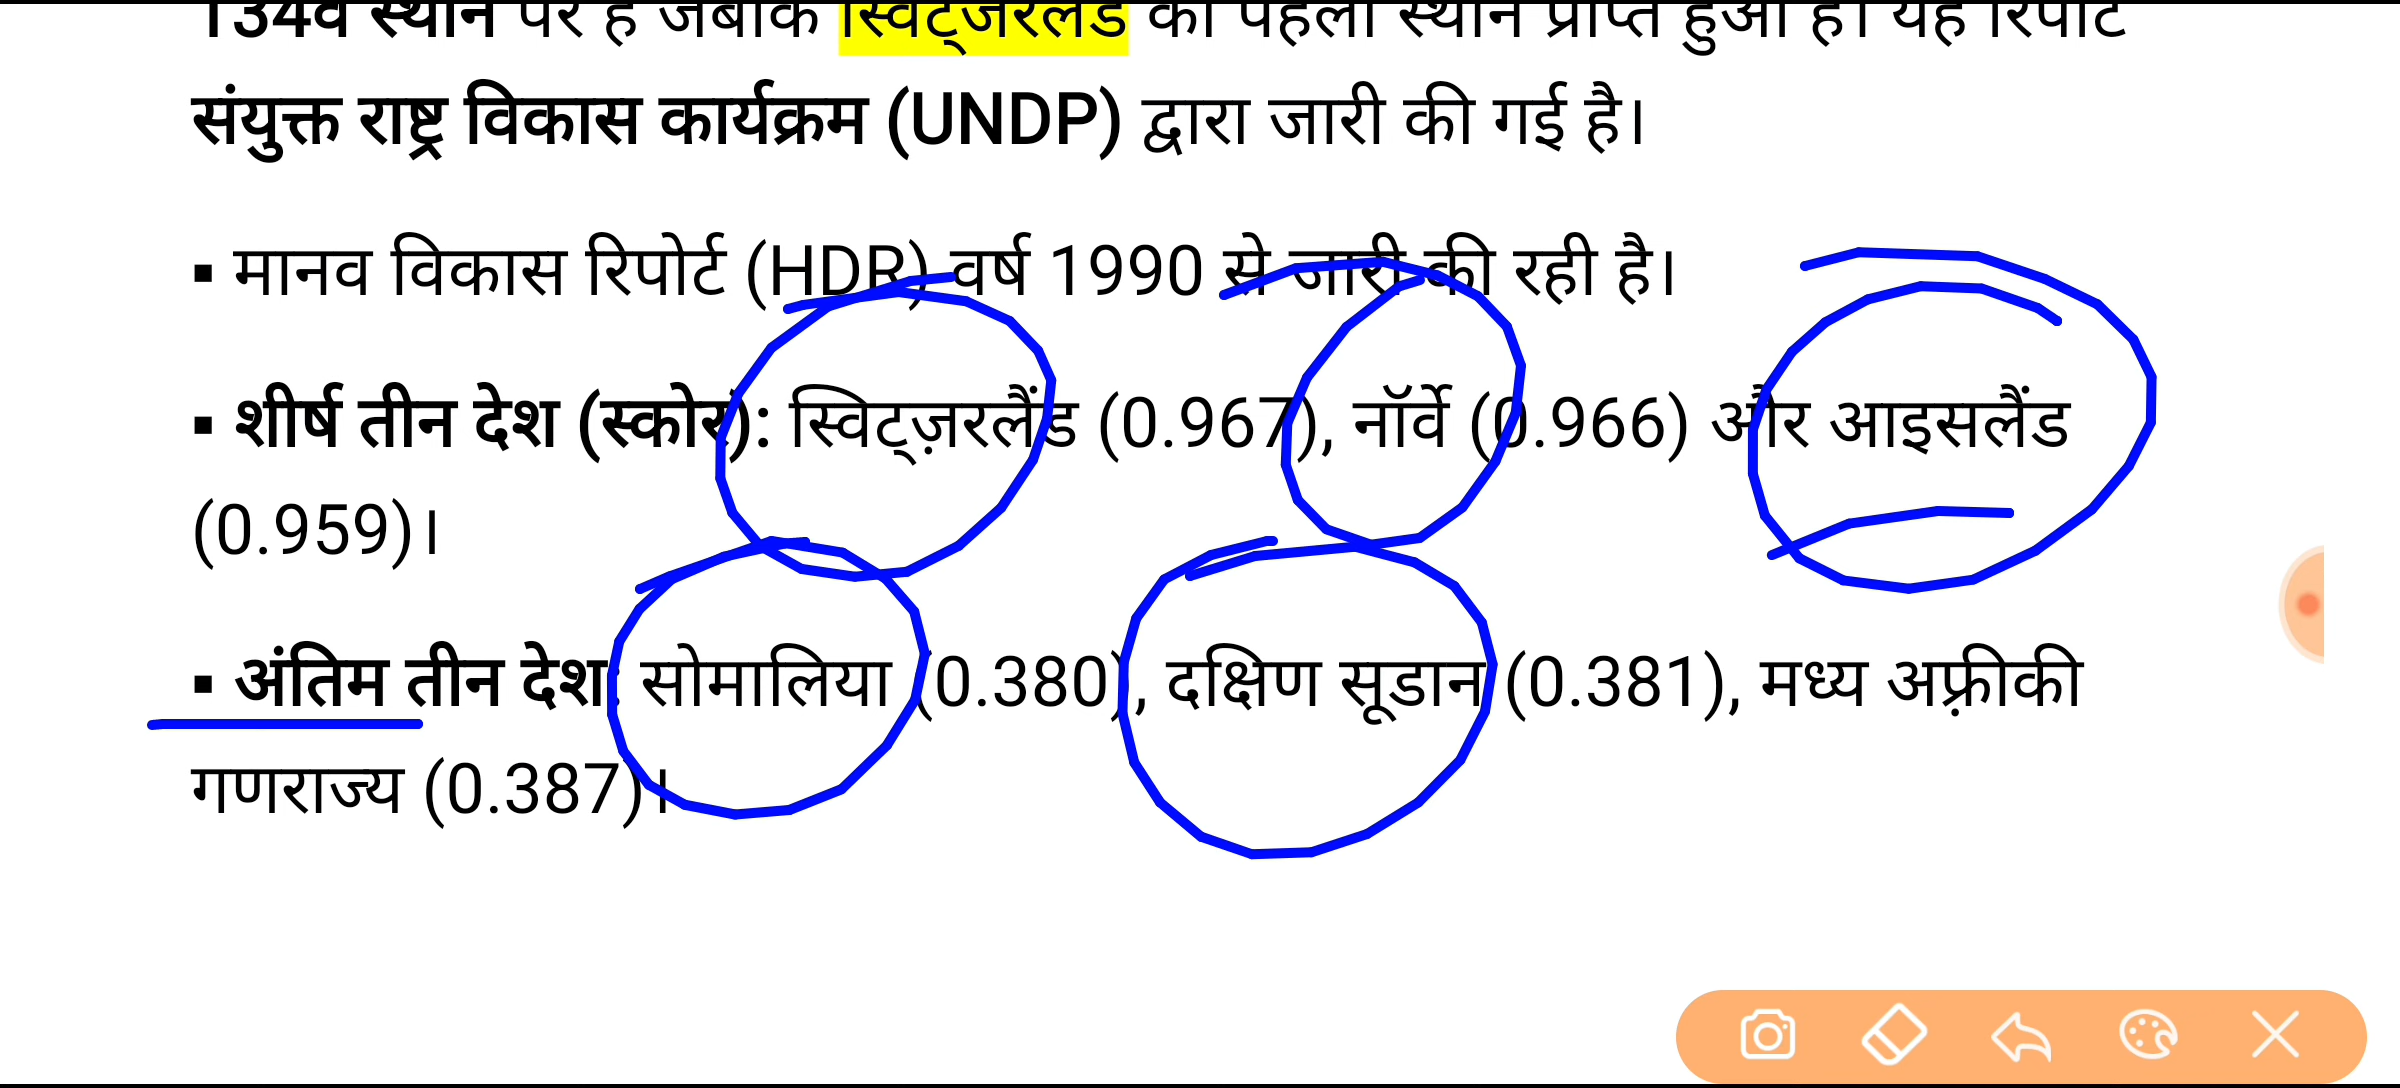 134वें स्थान पर है जबकि स्विट्जरलैंड को पहला स्थान प्राप्त हुआ है। यह रिपोर्ट
संयुक्त राष्ट्र विकास कार्यक्रम (UNDP) द्वारा जारी की गई है।
▪ मानव विकास रिपोर्ट (HDR) वर्ष 1990 से जारी की रही है।
▪ शीर्ष तीन देश (स्कोर): स्विट्ज़रलैंड (0.967), नॉर्वे (0.966) और आइसलैंड
(0.959)।
▪ अंतिम तीन देश: सोमालिया (0.380), दक्षिण सूडान (0.381), मध्य अफ़्रीकी
गणराज्य (0.387)।